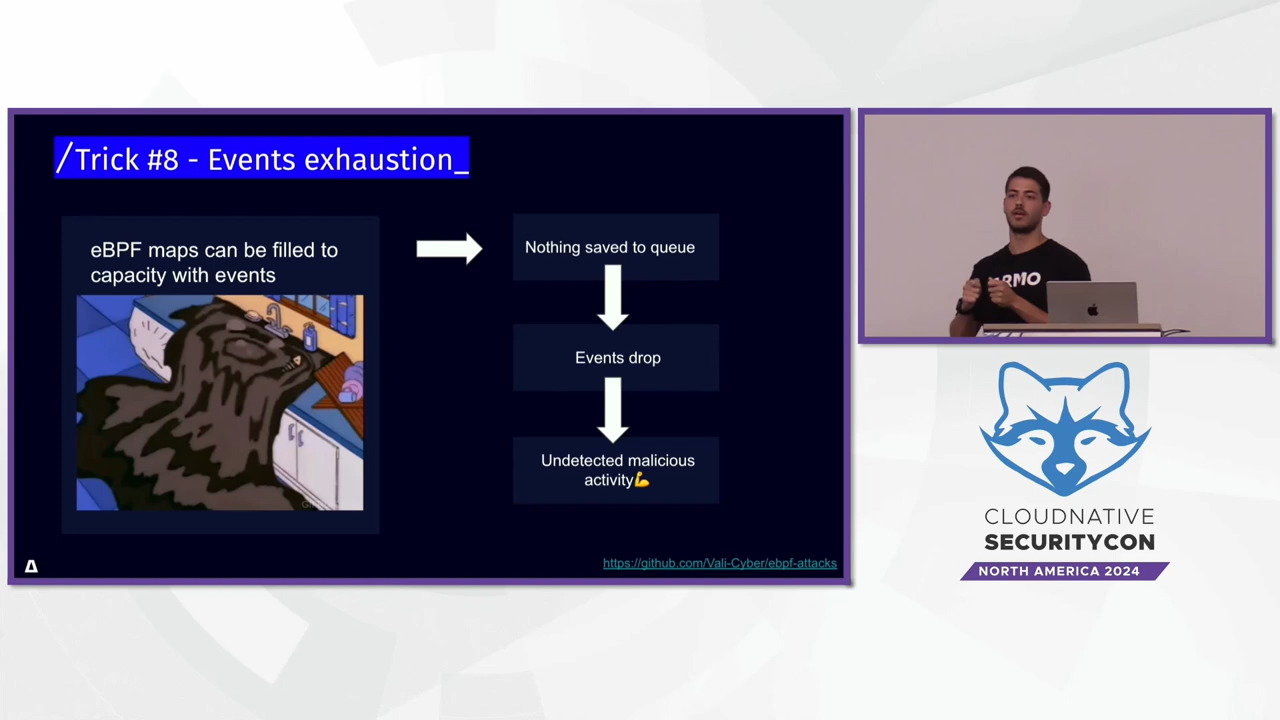 /Trick #8 - Events exhaustion_
eBPF maps can be filled to
capacity with events
Nothing saved to queue
Events drop
Undetected malicious
activity💪
https://github.com/Vali-Cyber/ebpf-attacks
CLOUDNATIVE
SECURITYCON
NORTH AMERICA 2024